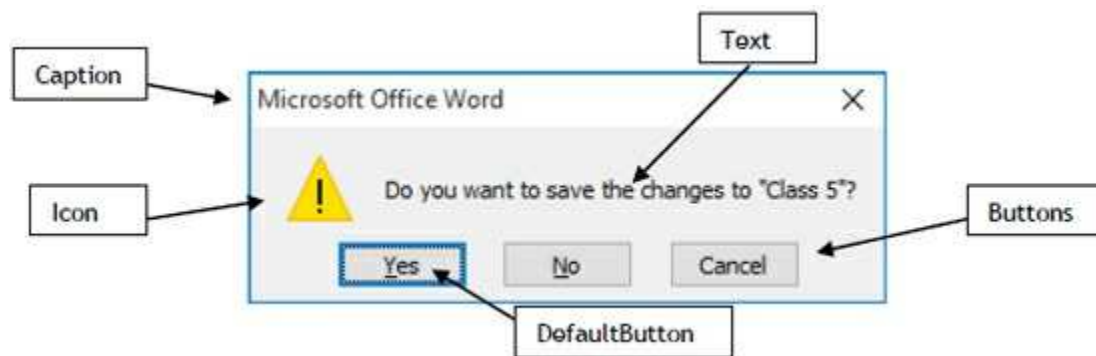 Text
Caption
Microsoft Office Word
Do you want to save the changes to "Class 5"?
Icon
Buttons
Yes
No
Cancel
DefaultButton